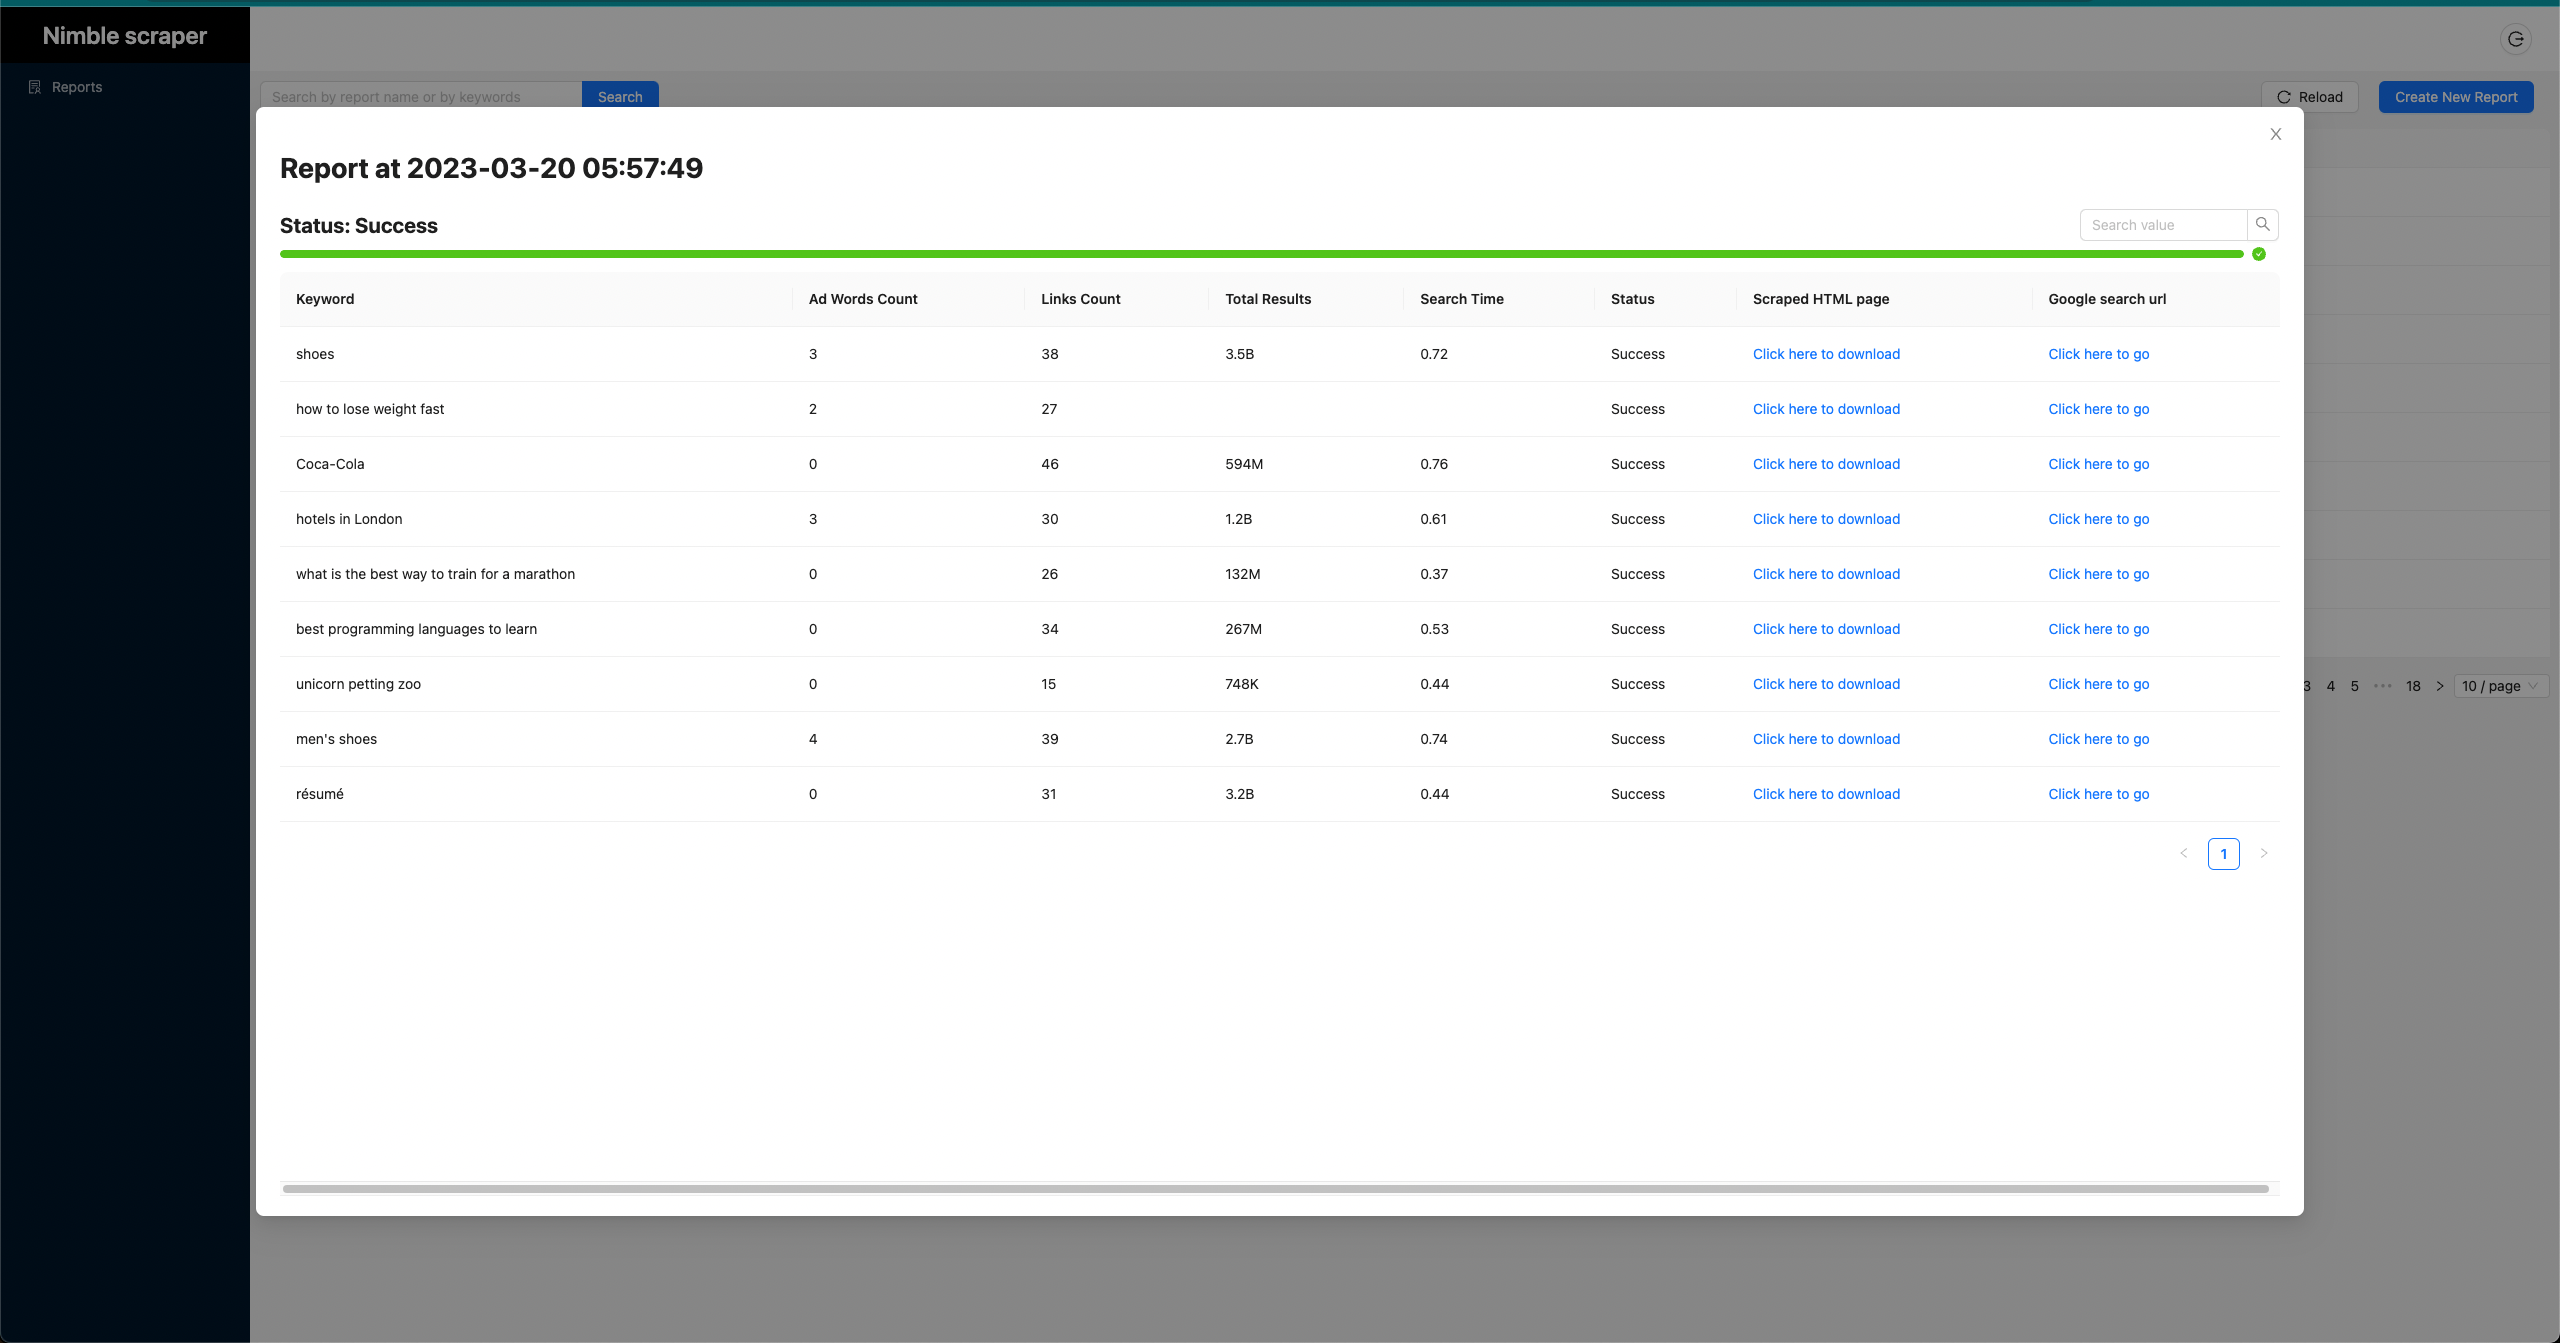 Nimble scraper
Reports
Search by report name or by keywords
Search
Reload
Create New Report
Report at 2023-03-20 05:57:49
Status: Success
Search value
Keyword Ad Words Count Links Count Total Results Search Time Status Scraped HTML page Google search url
shoes 3 38 3.5B 0.72 Success Click here to download Click here to go
how to lose weight fast 2 27 Success Click here to download Click here to go
Coca-Cola 0 46 594M 0.76 Success Click here to download Click here to go
hotels in London 3 30 1.2B 0.61 Success Click here to download Click here to go
what is the best way to train for a marathon 0 26 132M 0.37 Success Click here to download Click here to go
best programming languages to learn 0 34 267M 0.53 Success Click here to download Click here to go
unicorn petting zoo 0 15 748K 0.44 Success Click here to download Click here to go
men's shoes 4 39 2.7B 0.74 Success Click here to download Click here to go
résumé 0 31 3.2B 0.44 Success Click here to download Click here to go
1
3 4 5 ••• 18 > 10 / page